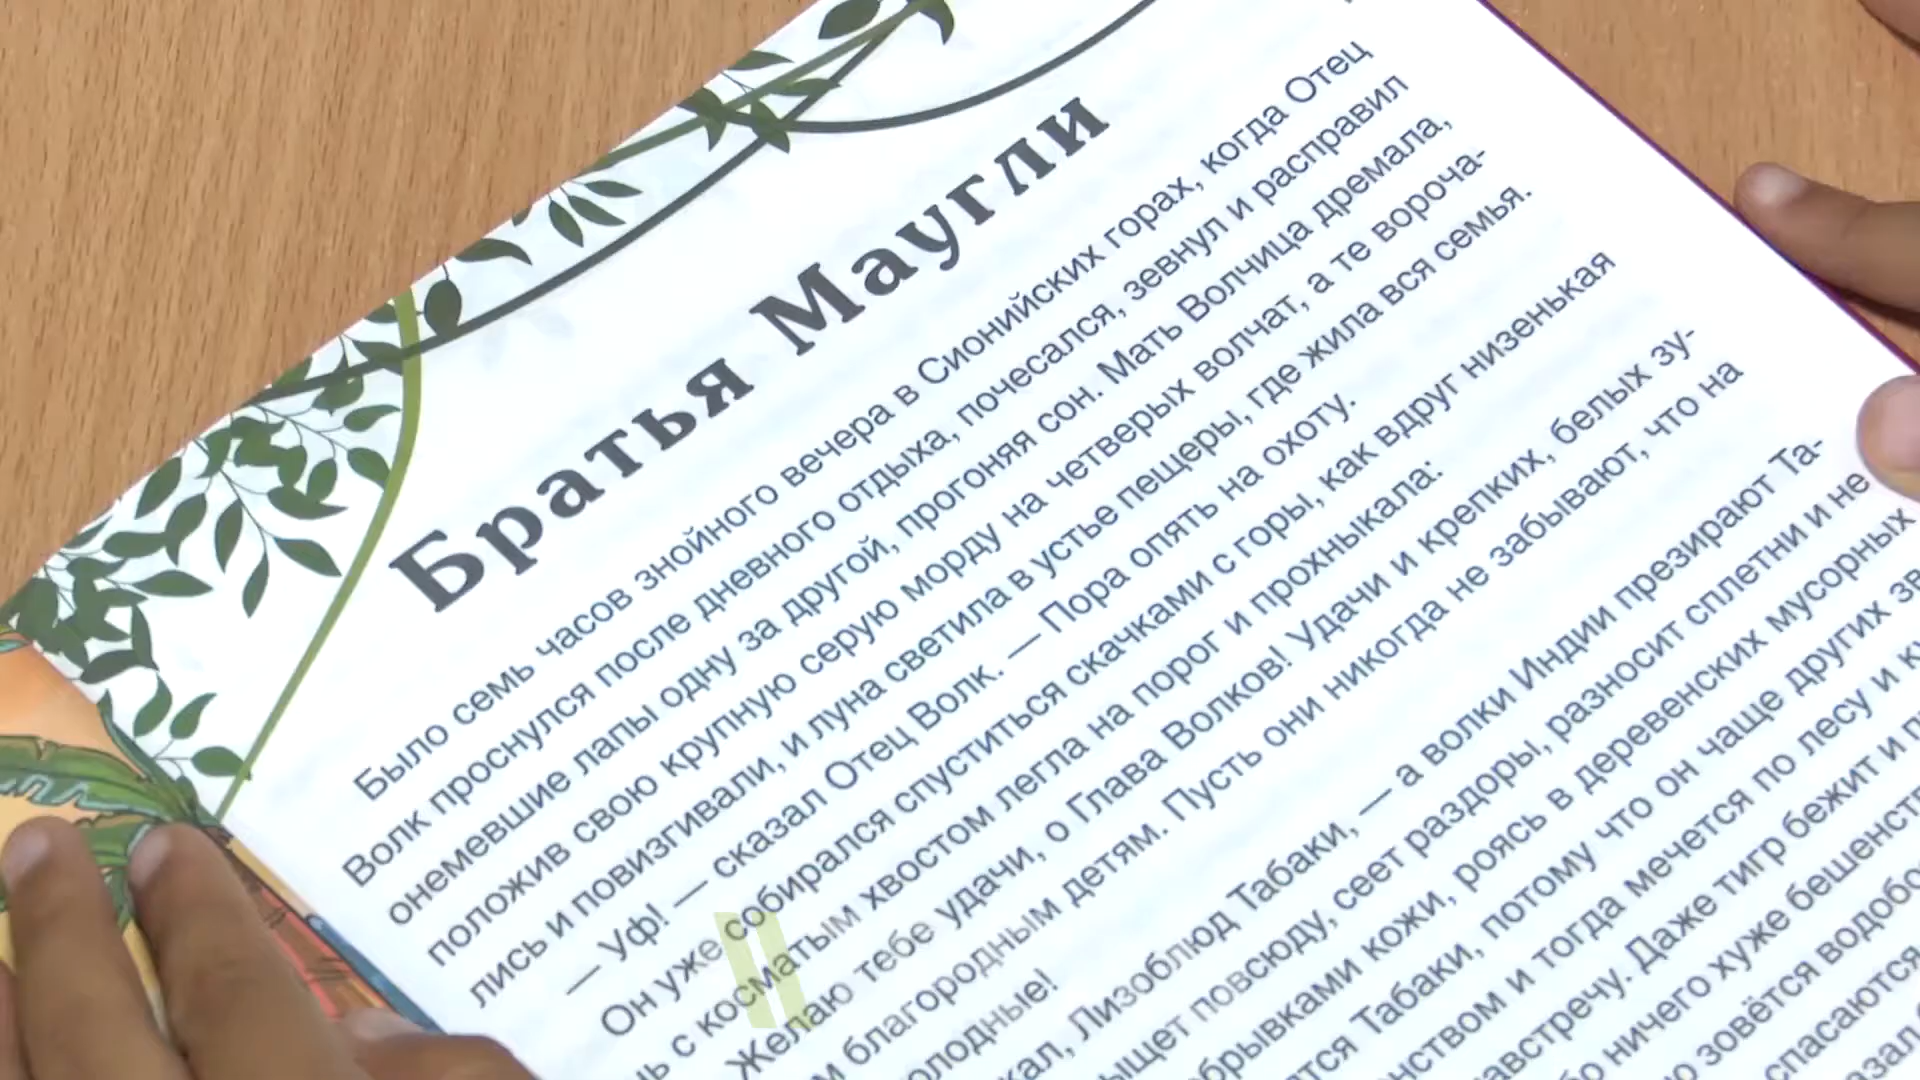 Братья Маугли
Было семь часов знойного вечера в Сионийских горах, когда Отец
Волк проснулся после дневного отдыха, почесался, зевнул и расправил
онемевшие лапы одну за другой, прогоняя сон. Мать Волчица дремала,
положив свою крупную серую морду на четверых волчат, а те вороча-
лись и повизгивали, и луна светила в устье пещеры, где жила вся семья.
— Уф! — сказал Отец Волк. — Пора опять на охоту.
Он уже собирался спуститься скачками с горы, как вдруг низенькая
с косматым хвостом легла на порог и прохныкала:
Желаю тебе удачи, о Глава Волков! Удачи и крепких, белых зу-
благородным детям. Пусть они никогда не забывают, что на
Лизоблюд Табаки, — а волки Индии презирают Та-
повсюду, сеет раздоры, разносит сплетни и не
кожи, роясь в деревенских мусорных
Табаки, потому что он чаще других
и тогда мечется по лесу и
Даже тигр бежит и
ничего хуже
зовётся
спасаются